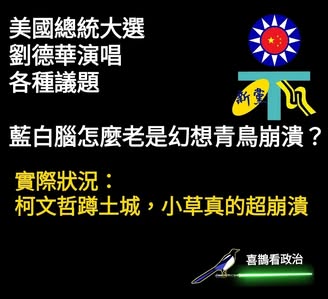 美國總統大選
劉德華演唱
各種議題
新黨
藍白腦怎麼老是幻想青鳥崩潰？
實際狀況：
柯文哲蹲土城，小草真的超崩潰
喜鵲看政治